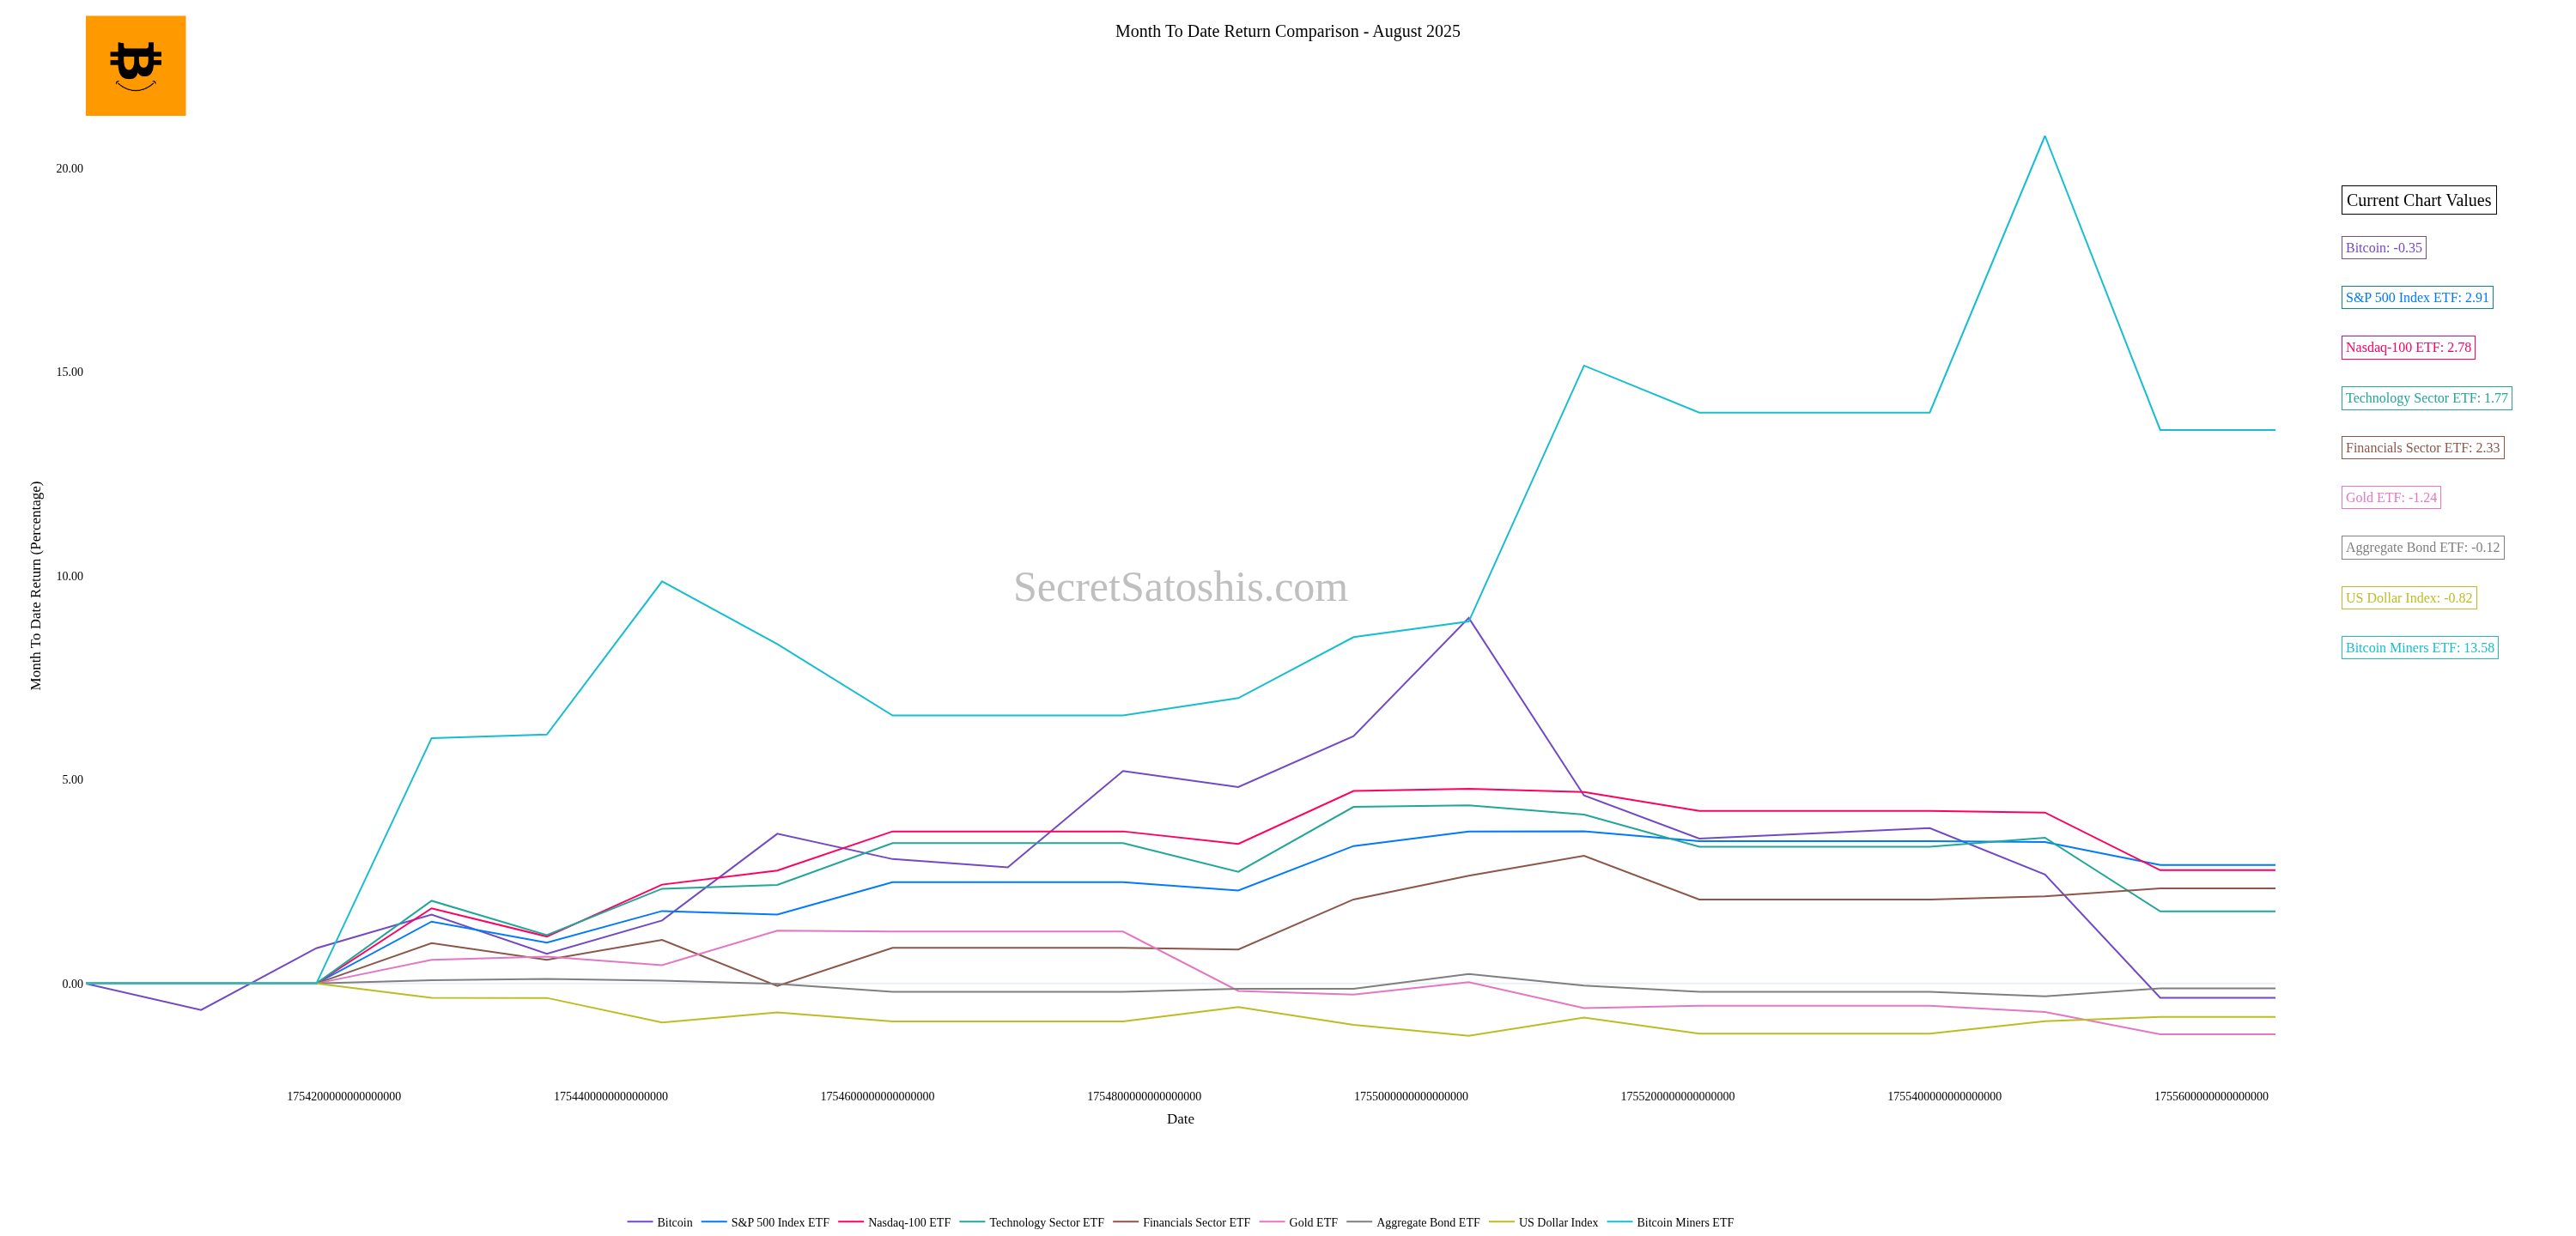 Month To Date Return Comparison - August 2025
20.00
15.00
10.00
5.00
0.00
Month To Date Return (Percentage)
SecretSatoshis.com
Current Chart Values
Bitcoin: -0.35
S&P 500 Index ETF: 2.91
Nasdaq-100 ETF: 2.78
Technology Sector ETF: 1.77
Financials Sector ETF: 2.33
Gold ETF: -1.24
Aggregate Bond ETF: -0.12
US Dollar Index: -0.82
Bitcoin Miners ETF: 13.58
1754200000000000000 1754400000000000000 1754600000000000000 1754800000000000000 1755000000000000000 1755200000000000000 1755400000000000000 1755600000000000000
Date
Bitcoin S&P 500 Index ETF Nasdaq-100 ETF Technology Sector ETF Financials Sector ETF Gold ETF Aggregate Bond ETF US Dollar Index Bitcoin Miners ETF